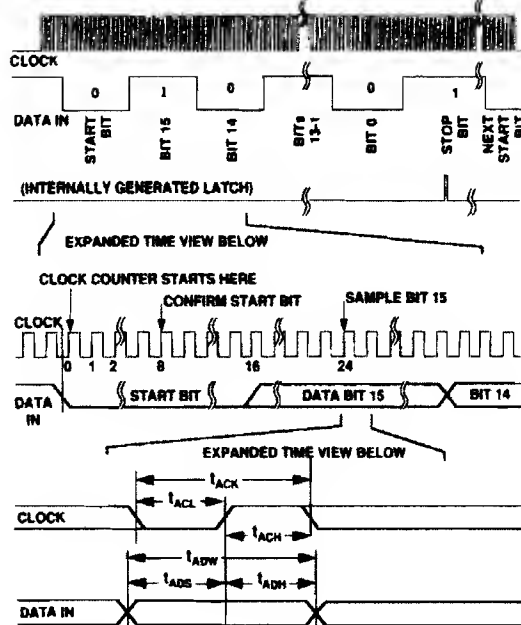 CLOCK
0 1 0 0 1
DATA IN
START BIT
BIT 15
BIT 14
BITs 13-1
BIT 0
STOP BIT
NEXT START BIT
(INTERNALLY GENERATED LATCH)
EXPANDED TIME VIEW BELOW
CLOCK COUNTER STARTS HERE
CONFIRM START BIT
SAMPLE BIT 15
CLOCK
0 1 2 8 16 24
DATA IN
START BIT
DATA BIT 15
BIT 14
EXPANDED TIME VIEW BELOW
tACK
tACL
CLOCK
tACH
tADW
tADS
tADH
DATA IN